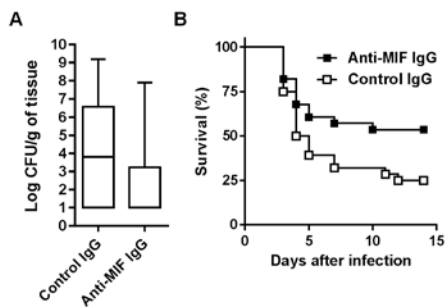 A
Log CFU/g of tissue
10
9
8
7
6
5
4
3
2
1
0
Control IgG
Anti-MIF IgG
B
Survival (%)
100
75
50
25
0
Anti-MIF IgG
Control IgG
0 5 10 15
Days after infection